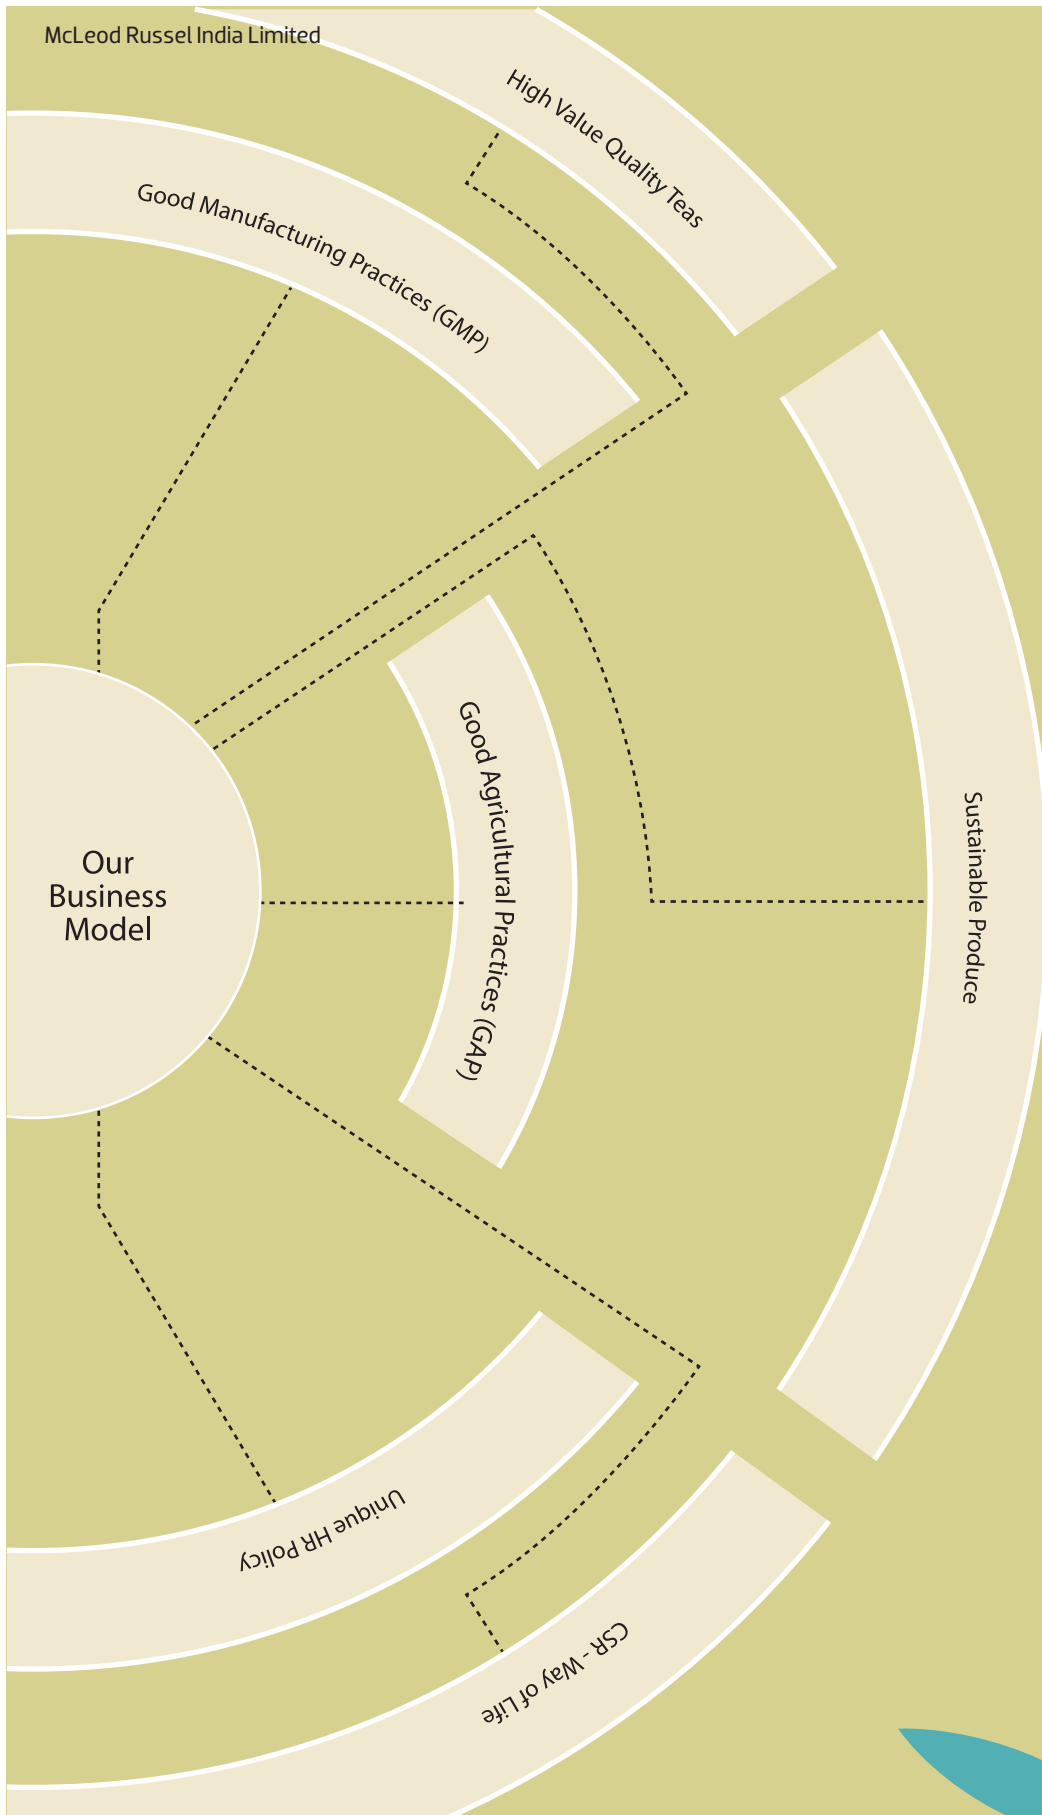 McLeod Russel India Limited
High Value Quality Teas
Good Manufacturing Practices (GMP)
Our
Business
Model
Good Agricultural Practices (GAP)
Sustainable Produce
Unique HR Policy
CSR - Way of Life